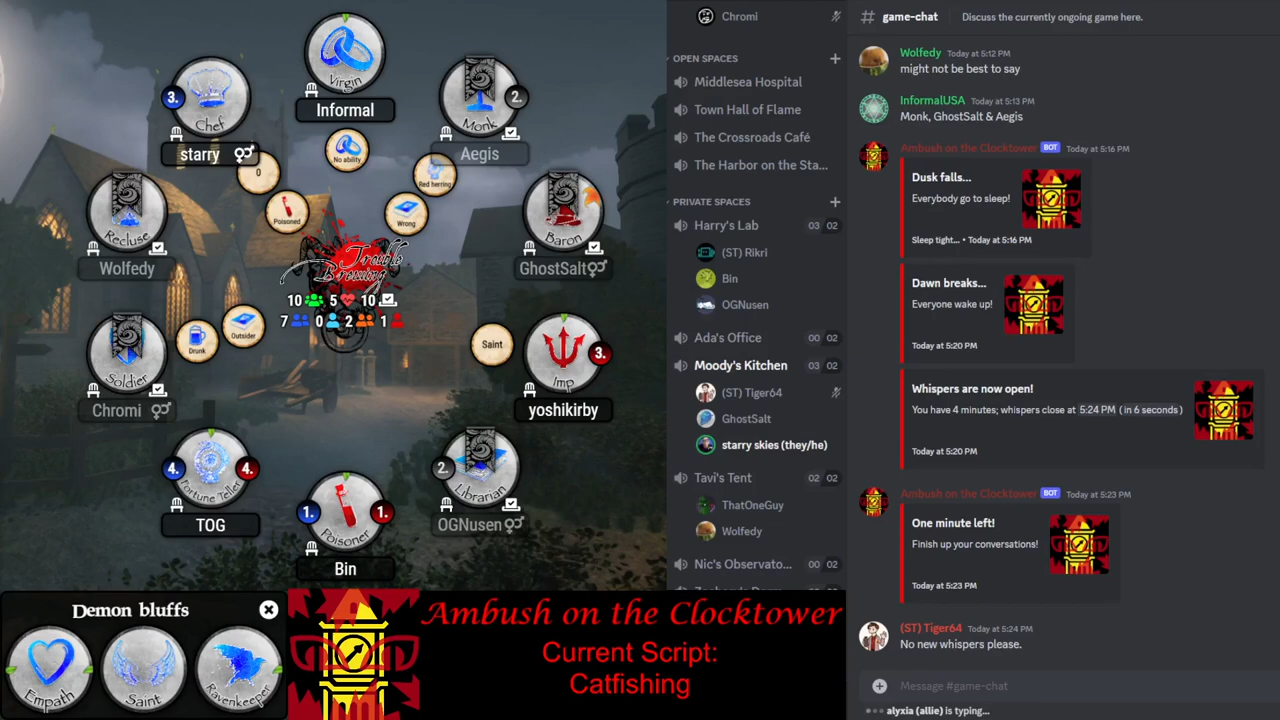 Virgin
Informal
3.
Chef
starry
Monk
2.
Aegis
No ability
0
Red herring
Poisoned
Wrong
Recluse
Wolfedy
Baron
GhostSalt
Trouble
Brewing
10 5 10
7 0 2 1
Drunk
Outsider
Soldier
Chromi
Saint
Imp
3.
yoshikirby
4.
Fortune Teller
4.
TOG
1.
Poisoner
1.
Bin
2.
Librarian
OGNusen
Demon bluffs
Empath
Saint
Ravenkeeper
Ambush on the Clocktower
Current Script:
Catfishing
Chromi
OPEN SPACES
Middlesea Hospital
Town Hall of Flame
The Crossroads Café
The Harbor on the Sta...
PRIVATE SPACES
Harry's Lab 03 02
(ST) Rikri
Bin
OGNusen
Ada's Office 00 02
Moody's Kitchen 03 02
(ST) Tiger64
GhostSalt
starry skies (they/he)
Tavi's Tent 02 02
ThatOneGuy
Wolfedy
Nic's Observato... 00 02
# game-chat Discuss the currently ongoing game here.
Wolfedy Today at 5:12 PM
might not be best to say
InformalUSA Today at 5:13 PM
Monk, GhostSalt & Aegis
Ambush on the Clocktower BOT Today at 5:16 PM
Dusk falls...
Everybody go to sleep!
Sleep tight... • Today at 5:16 PM
Dawn breaks...
Everyone wake up!
Today at 5:20 PM
Whispers are now open!
You have 4 minutes; whispers close at 5:24 PM (in 6 seconds)
Today at 5:20 PM
Ambush on the Clocktower BOT Today at 5:23 PM
One minute left!
Finish up your conversations!
Today at 5:23 PM
(ST) Tiger64 Today at 5:24 PM
No new whispers please.
Message #game-chat
alyxia (allie) is typing...